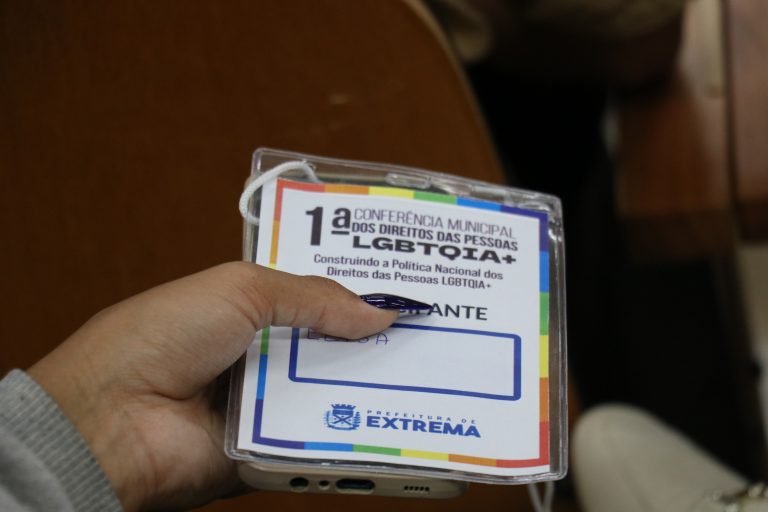 1ª CONFERÊNCIA MUNICIPAL
DOS DIREITOS DAS PESSOAS
LGBTQIA+
Construindo a Política Nacional dos
Direitos das Pessoas LGBTQIA+
PREFEITURA DE
EXTREMA